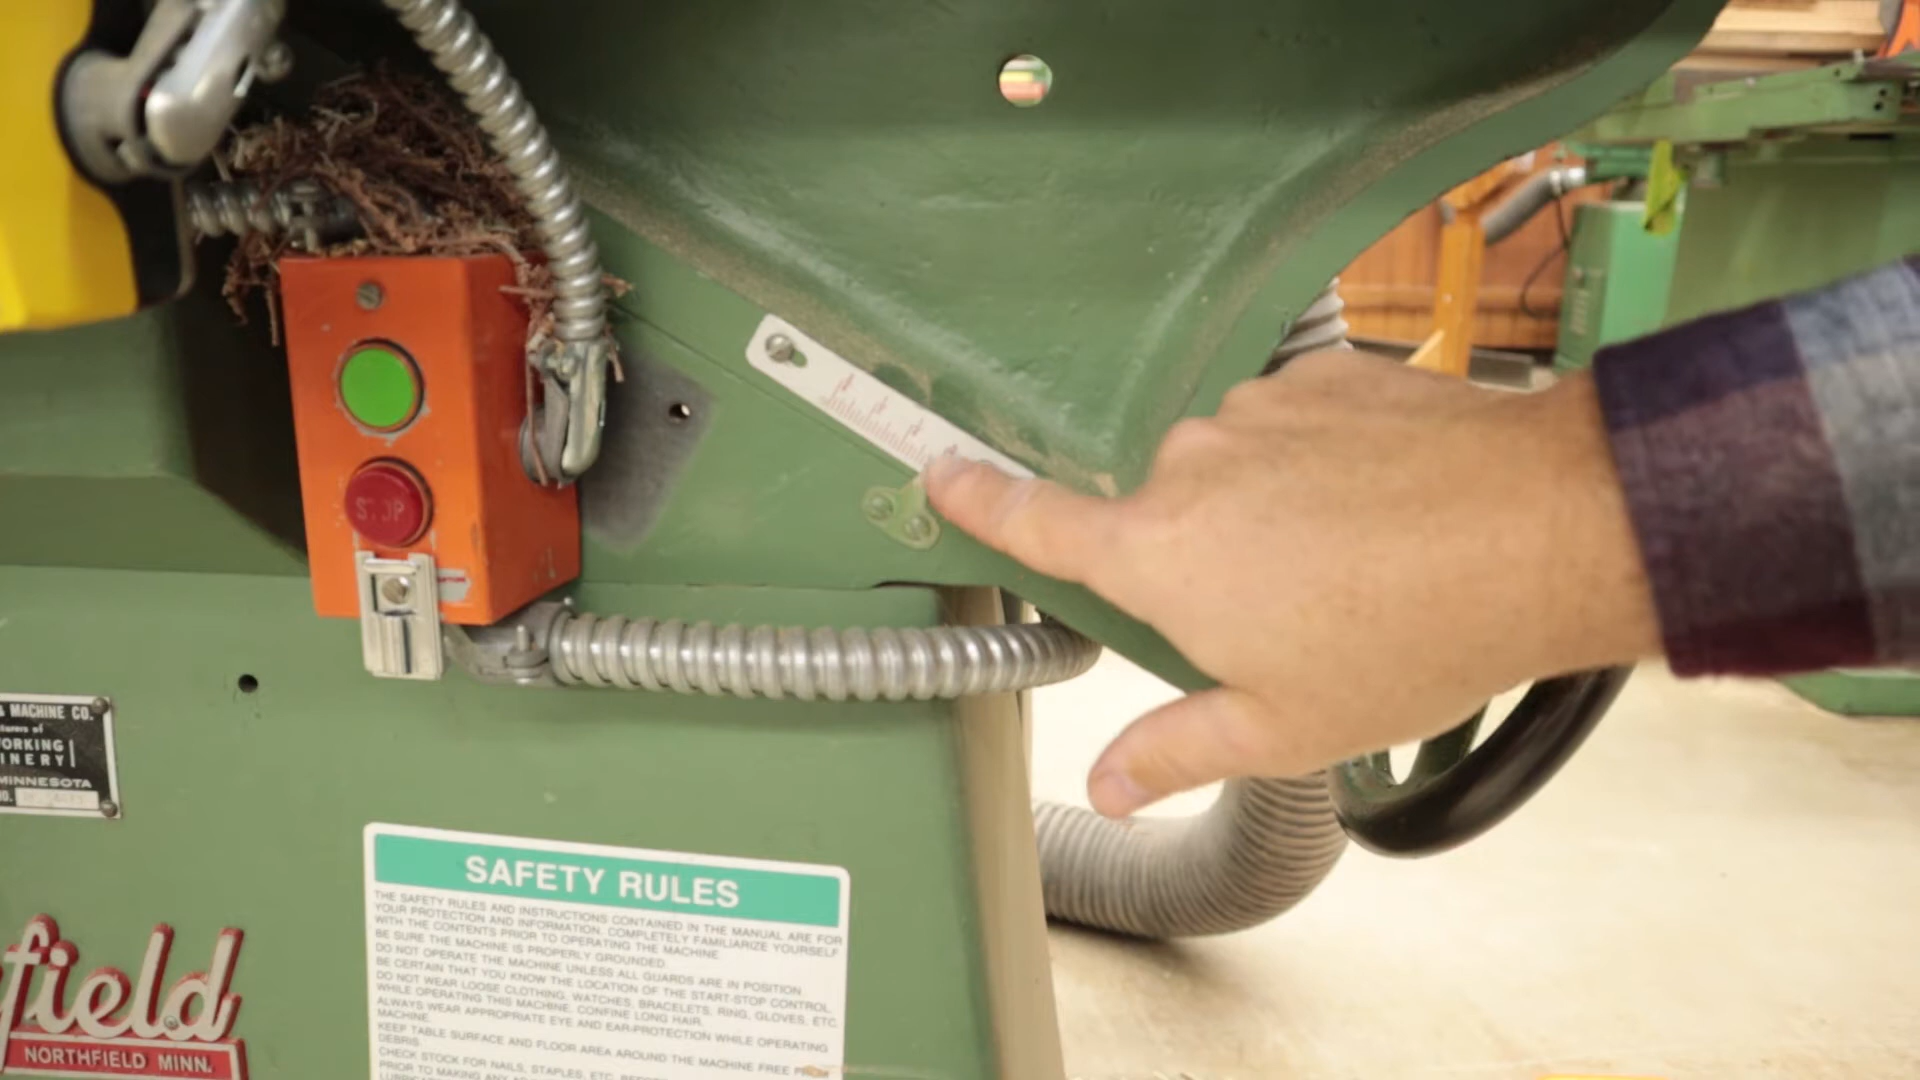 STOP
& MACHINE CO.
ORKING
INERY
MINNESOTA
field
NORTHFIELD MINN.
SAFETY RULES
THE SAFETY RULES AND INSTRUCTIONS CONTAINED IN THE MANUAL ARE FOR
YOUR PROTECTION AND INFORMATION. COMPLETELY FAMILIARIZE YOURSELF
WITH THE CONTENTS PRIOR TO OPERATING THE MACHINE
BE SURE THE MACHINE IS PROPERLY GROUNDED.
DO NOT OPERATE THE MACHINE UNLESS ALL GUARDS ARE IN POSITION
BE CERTAIN THAT YOU KNOW THE LOCATION OF THE START-STOP CONTROL.
DO NOT WEAR LOOSE CLOTHING, WATCHES, BRACELETS, RING, GLOVES, ETC.
WHILE OPERATING THIS MACHINE. CONFINE LONG HAIR.
ALWAYS WEAR APPROPRIATE EYE AND EAR-PROTECTION WHILE OPERATING
MACHINE.
KEEP TABLE SURFACE AND FLOOR AREA AROUND THE MACHINE FREE FROM
DEBRIS.
CHECK STOCK FOR NAILS, STAPLES, ETC.
PRIOR TO MAKING ANY